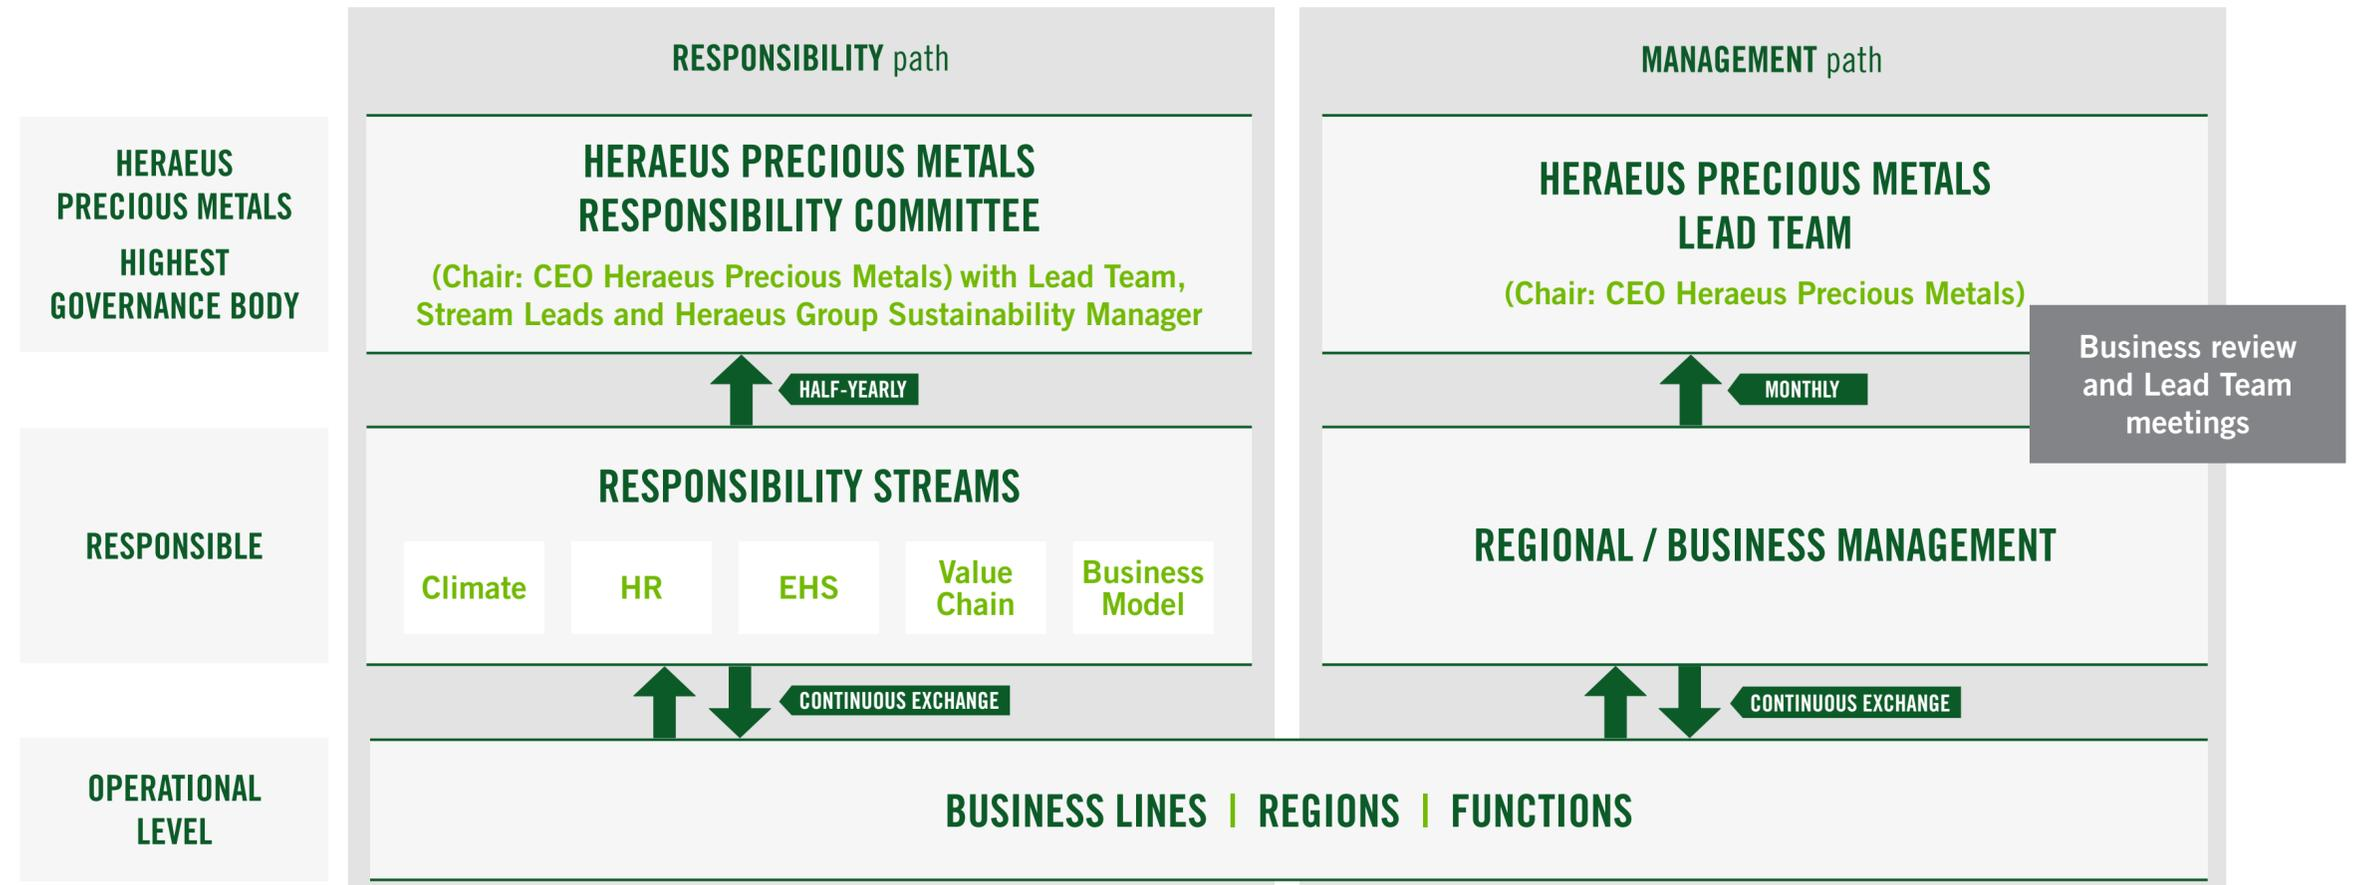 RESPONSIBILITY path
MANAGEMENT path
HERAEUS
PRECIOUS METALS
HIGHEST
GOVERNANCE BODY
HERAEUS PRECIOUS METALS
RESPONSIBILITY COMMITTEE
(Chair: CEO Heraeus Precious Metals) with Lead Team,
Stream Leads and Heraeus Group Sustainability Manager
HERAEUS PRECIOUS METALS
LEAD TEAM
(Chair: CEO Heraeus Precious Metals)
Business review
and Lead Team
meetings
HALF-YEARLY
MONTHLY
RESPONSIBLE
RESPONSIBILITY STREAMS
Climate
HR
EHS
Value
Chain
Business
Model
REGIONAL / BUSINESS MANAGEMENT
CONTINUOUS EXCHANGE
CONTINUOUS EXCHANGE
OPERATIONAL
LEVEL
BUSINESS LINES | REGIONS | FUNCTIONS